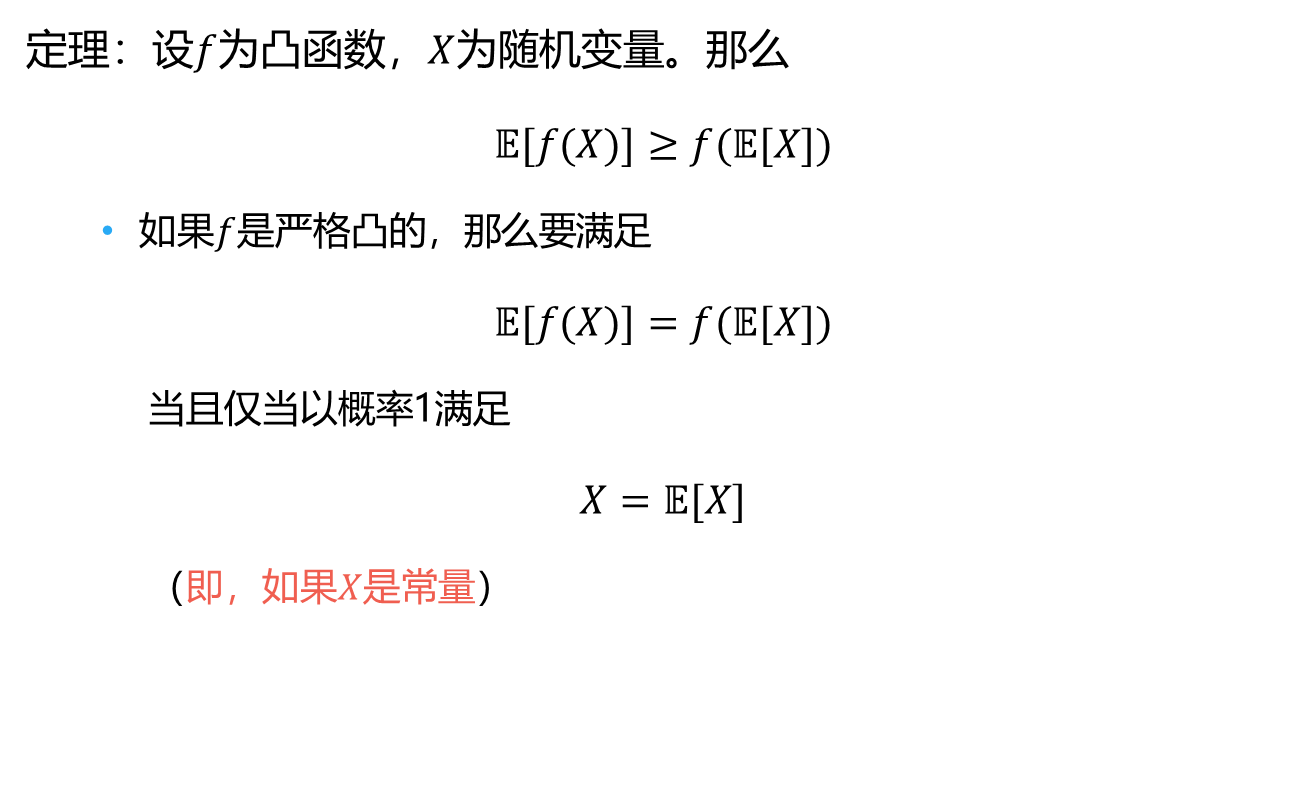 定理：设f为凸函数，X为随机变量。那么
𝔼[f(X)] ≥ f(𝔼[X])
• 如果f是严格凸的，那么要满足
𝔼[f(X)] = f(𝔼[X])
当且仅当以概率1满足
X = 𝔼[X]
（即，如果X是常量）